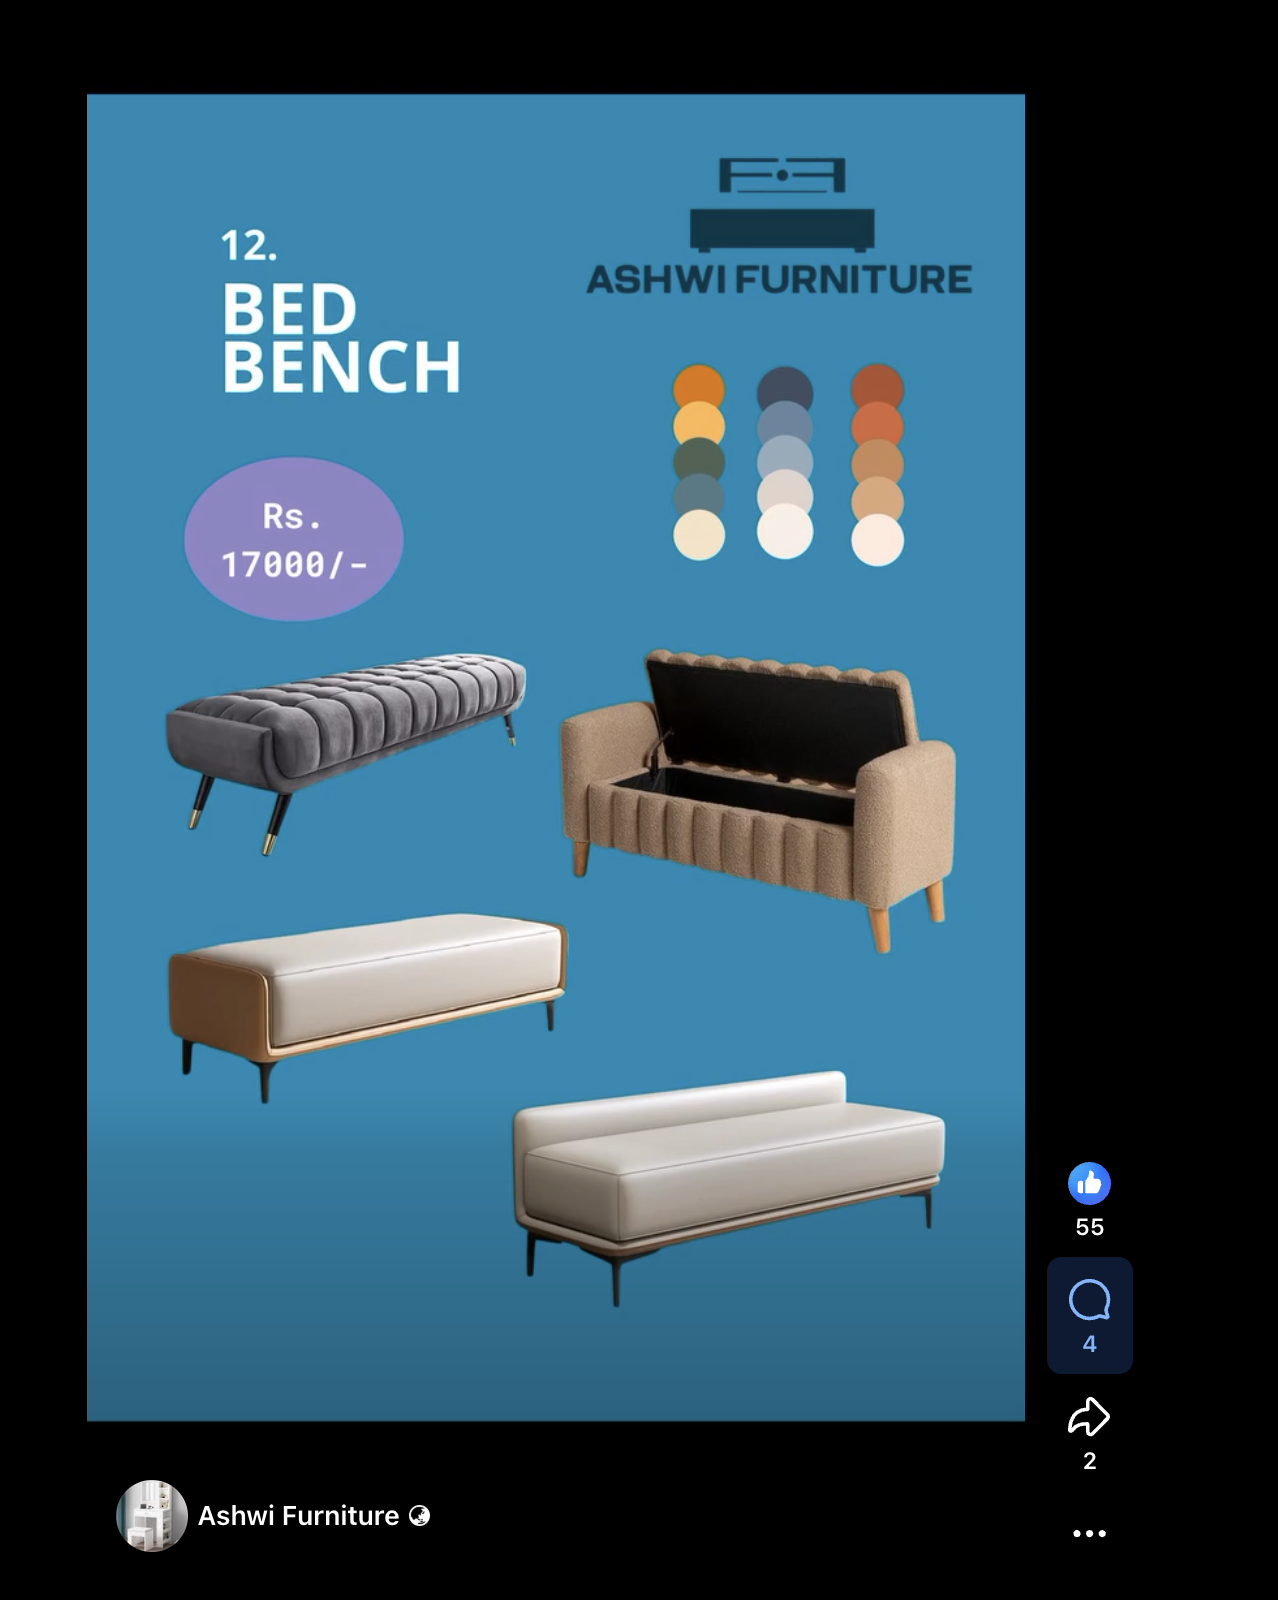 12.
BED
BENCH
ASHWI FURNITURE
Rs.
17000/-
55
4
2
Ashwi Furniture